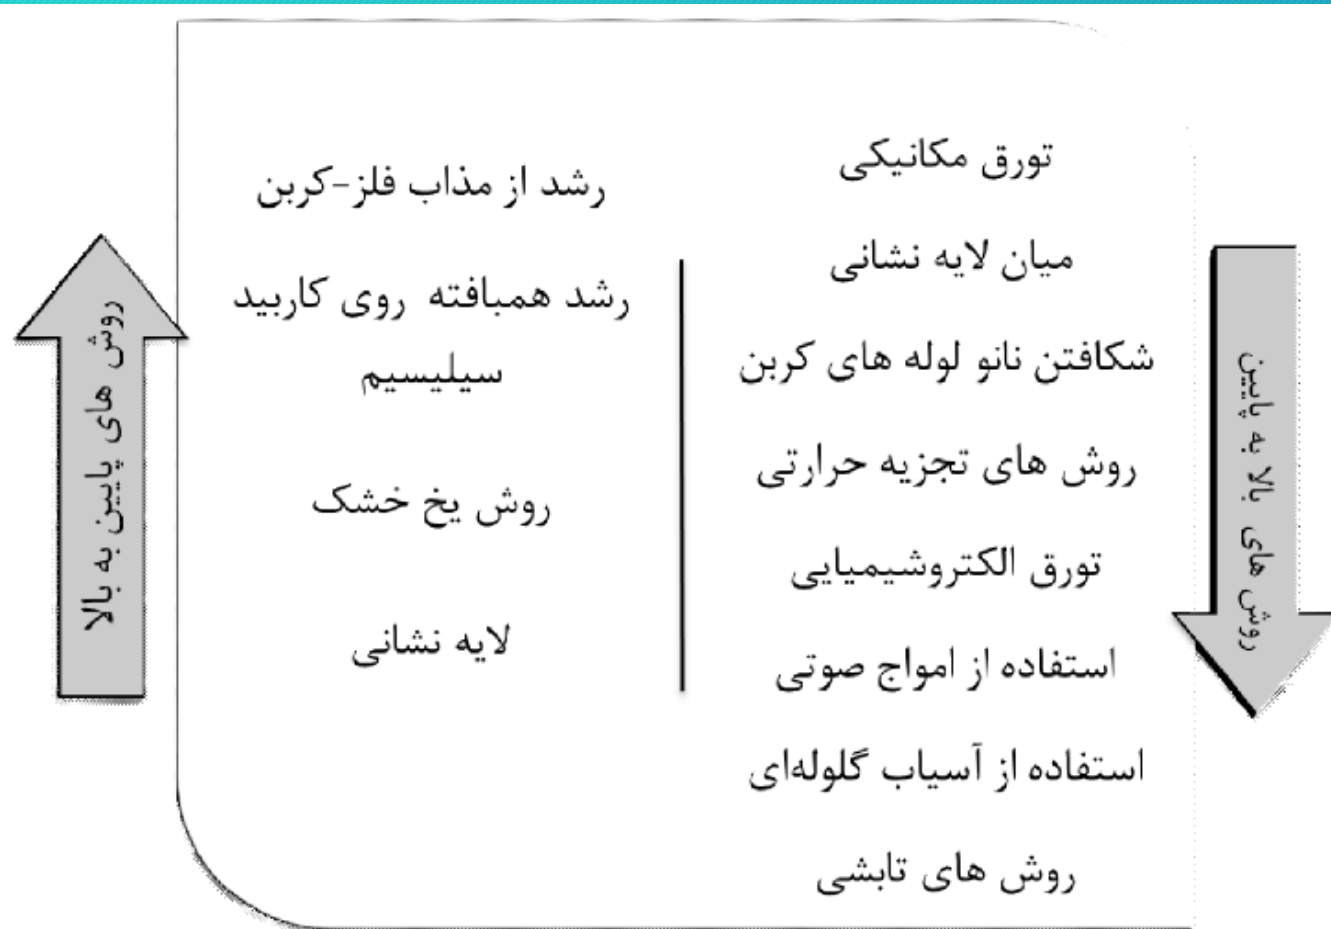 تورق مکانیکی
میان لایه نشانی
شکافتن نانو لوله های کربن
روش های تجزیه حرارتی
تورق الکتروشیمیایی
استفاده از امواج صوتی
استفاده از آسیاب گلوله‌ای
روش های تابشی
روش های بالا به پایین
رشد از مذاب فلز-کربن
رشد همبافته روی کاربید
سیلیسیم
روش یخ خشک
لایه نشانی
روش های پایین به بالا